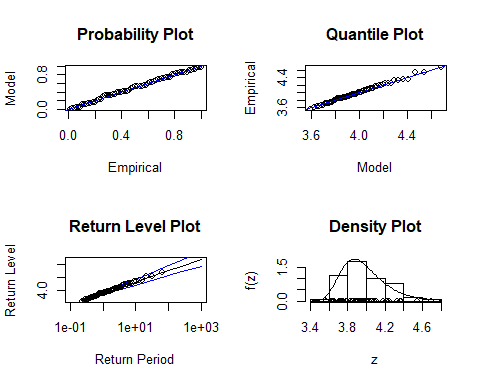 Probability Plot
Model
0.0 0.8
0.0 0.4 0.8
Empirical
Quantile Plot
Empirical
3.6 4.4
3.6 4.0 4.4
Model
Return Level Plot
Return Level
4.0
1e-01 1e+01 1e+03
Return Period
Density Plot
f(z)
0.0 1.5
3.4 3.8 4.2 4.6
z